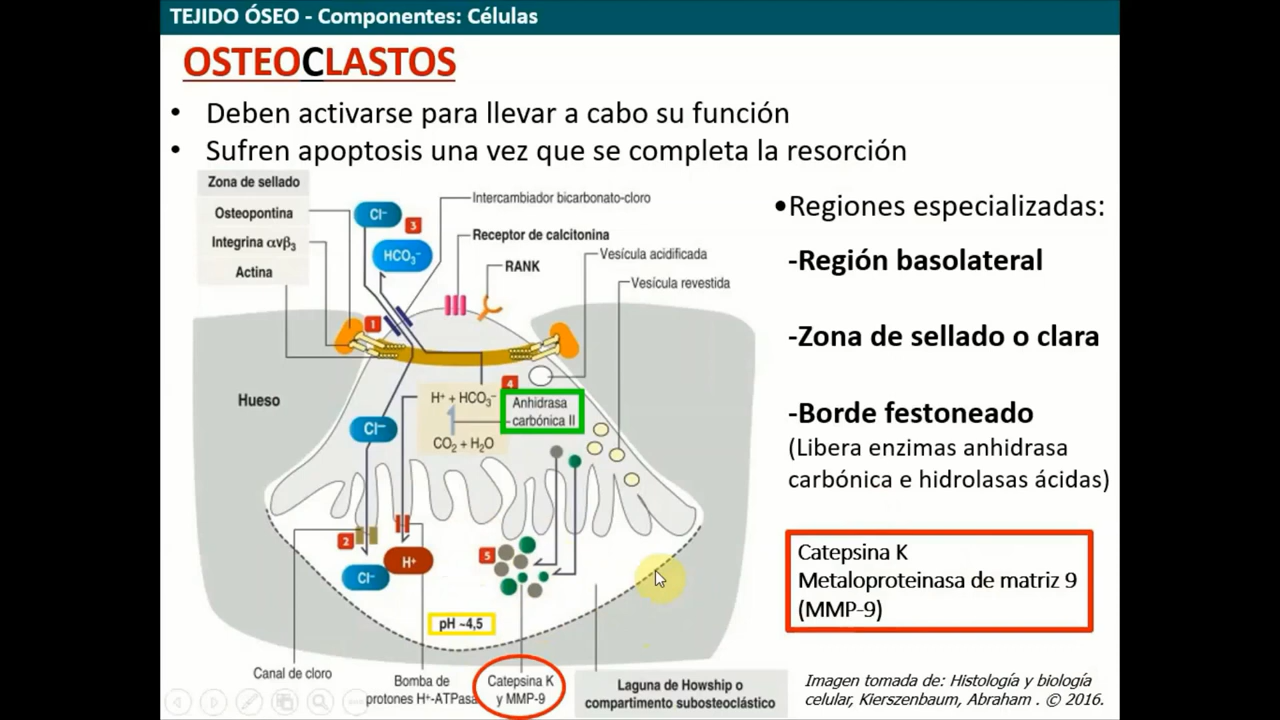 TEJIDO ÓSEO - Componentes: Células
OSTEOCLASTOS
• Deben activarse para llevar a cabo su función
• Sufren apoptosis una vez que se completa la resorción
Zona de sellado
Osteopontina
Integrina αvβ3
Actina
Cl⁻
3
HCO₃⁻
Intercambiador bicarbonato-cloro
Receptor de calcitonina
RANK
Vesícula acidificada
Vesícula revestida
1
Hueso
4
H⁺ + HCO₃⁻
Anhidrasa
carbónica II
CO₂ + H₂O
Cl⁻
2
H⁺
Cl⁻
5
pH ~4,5
Canal de cloro
Bomba de
protones H⁺-ATPasa
Catepsina K
y MMP-9
Laguna de Howship o
compartimento subosteoclástico
•Regiones especializadas:
-Región basolateral
-Zona de sellado o clara
-Borde festoneado
(Libera enzimas anhidrasa
carbónica e hidrolasas ácidas)
Catepsina K
Metaloproteinasa de matriz 9
(MMP-9)
Imagen tomada de: Histología y biología
celular, Kierszenbaum, Abraham . © 2016.